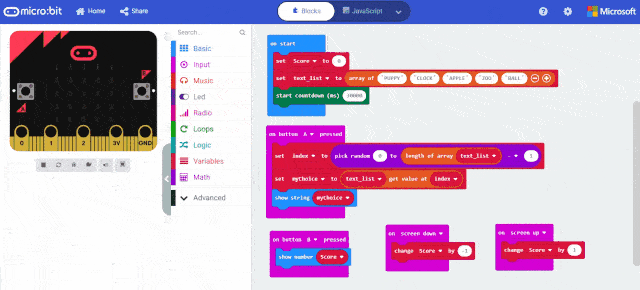 micro:bit Home Share Blocks JavaScript Microsoft
Search...
Basic
Input
Music
Led
Radio
Loops
Logic
Variables
Math
Advanced
0 1 2 3V GND
on start
set Score to 0
set text_list to array of "PUPPY" "CLOCK" "APPLE" "ZOO" "BALL"
start countdown (ms)
on button A pressed
set index to pick random 0 to length of array text_list - 1
set myChoice to text_list get value at index
show string myChoice
on button B pressed
show number Score
on screen down
change Score by
on screen up
change Score by 1